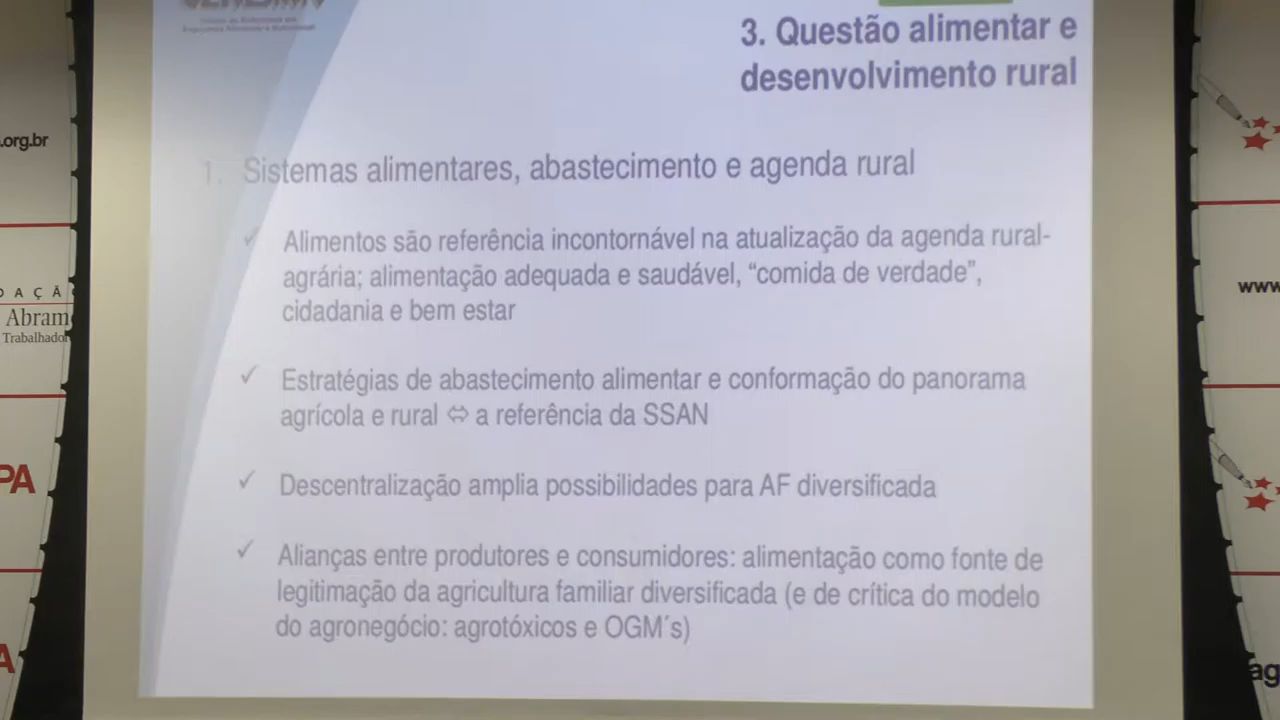 3. Questão alimentar e
desenvolvimento rural
1. Sistemas alimentares, abastecimento e agenda rural
✓ Alimentos são referência incontornável na atualização da agenda rural-
agrária; alimentação adequada e saudável, “comida de verdade”,
cidadania e bem estar
✓ Estratégias de abastecimento alimentar e conformação do panorama
agrícola e rural ⇔ a referência da SSAN
✓ Descentralização amplia possibilidades para AF diversificada
✓ Alianças entre produtores e consumidores: alimentação como fonte de
legitimação da agricultura familiar diversificada (e de crítica do modelo
do agronegócio: agrotóxicos e OGM´s)
.org.br
DAÇÃ
Abram
Trabalhador
PA
A
www
ag